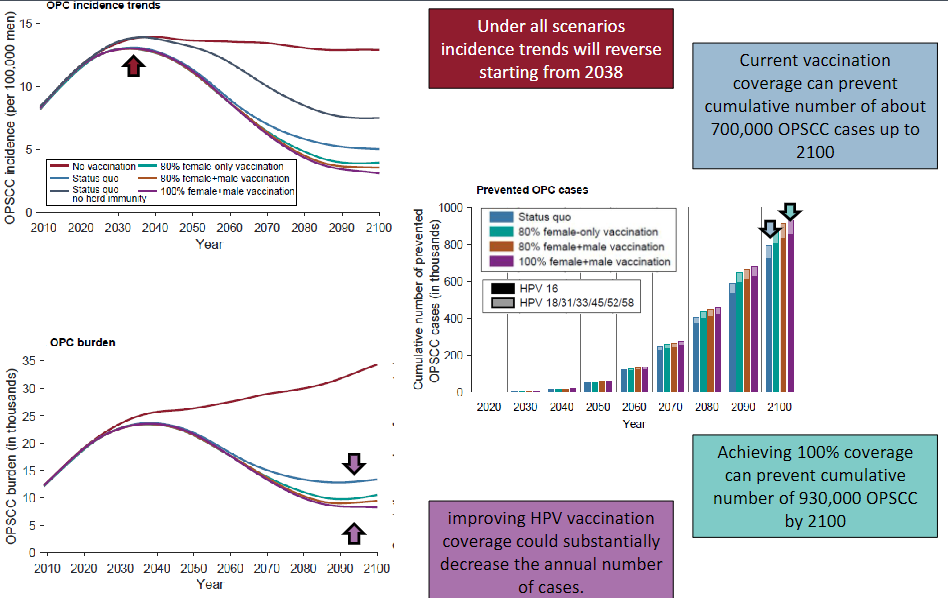 OPC incidence trends
OPSCC incidence (per 100,000 men)
15
10
5
0
No vaccination
Status quo
Status quo
no herd immunity
80% female-only vaccination
80% female+male vaccination
100% female+male vaccination
2010 2020 2030 2040 2050 2060 2070 2080 2090 2100
Year
Under all scenarios
incidence trends will reverse
starting from 2038
Current vaccination
coverage can prevent
cumulative number of about
700,000 OPSCC cases up to
2100
Prevented OPC cases
Cumulative number of prevented
OPSCC cases (in thousands)
1000
800
600
400
200
0
Status quo
80% female-only vaccination
80% female+male vaccination
100% female+male vaccination
HPV 16
HPV 18/31/33/45/52/58
2020 2030 2040 2050 2060 2070 2080 2090 2100
Year
OPC burden
OPSCC burden (in thousands)
35
30
25
20
15
10
5
0
2010 2020 2030 2040 2050 2060 2070 2080 2090 2100
Year
improving HPV vaccination
coverage could substantially
decrease the annual number
of cases.
Achieving 100% coverage
can prevent cumulative
number of 930,000 OPSCC
by 2100